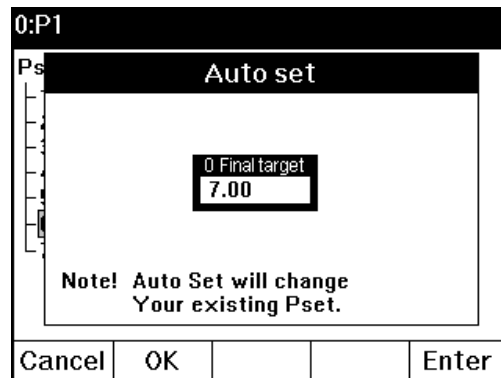 0:P1
Ps
Auto set
0 Final target
7.00
Note! Auto Set will change
Your existing Pset.
Cancel OK Enter